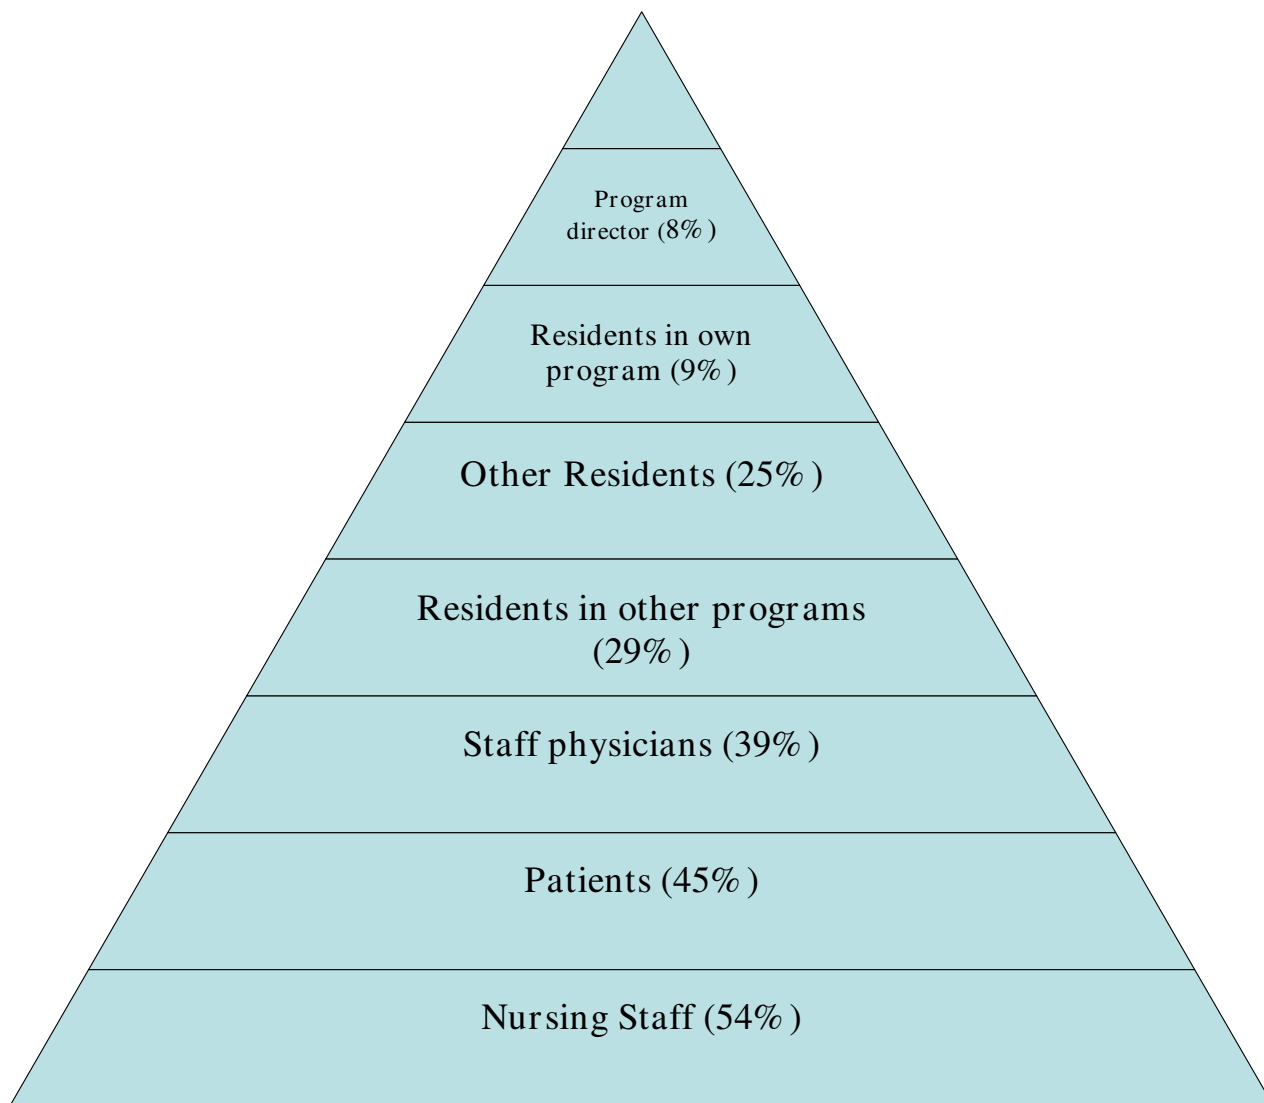 Program
director (8%)
Residents in own
program (9%)
Other Residents (25%)
Residents in other programs
(29%)
Staff physicians (39%)
Patients (45%)
Nursing Staff (54%)